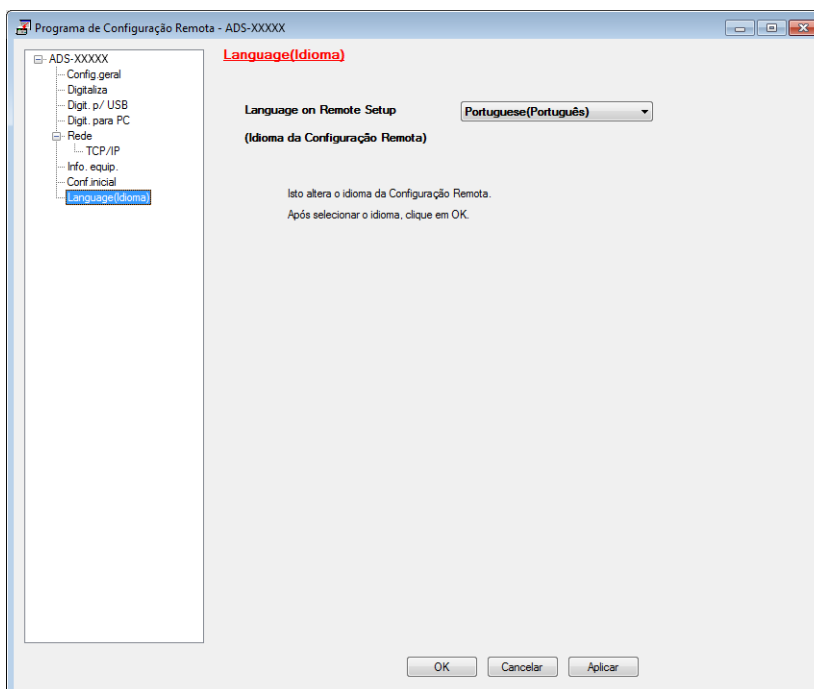 Programa de Configuração Remota - ADS-XXXXX
ADS-XXXXX
Config.geral
Digitaliza
Digit. p/ USB
Digit. para PC
Rede
TCP/IP
Info. equip.
Conf.inicial
Language(Idioma)
Language(Idioma)
Language on Remote Setup
Portuguese(Português)
(Idioma da Configuração Remota)
Isto altera o idioma da Configuração Remota.
Após selecionar o idioma, clique em OK.
OK
Cancelar
Aplicar